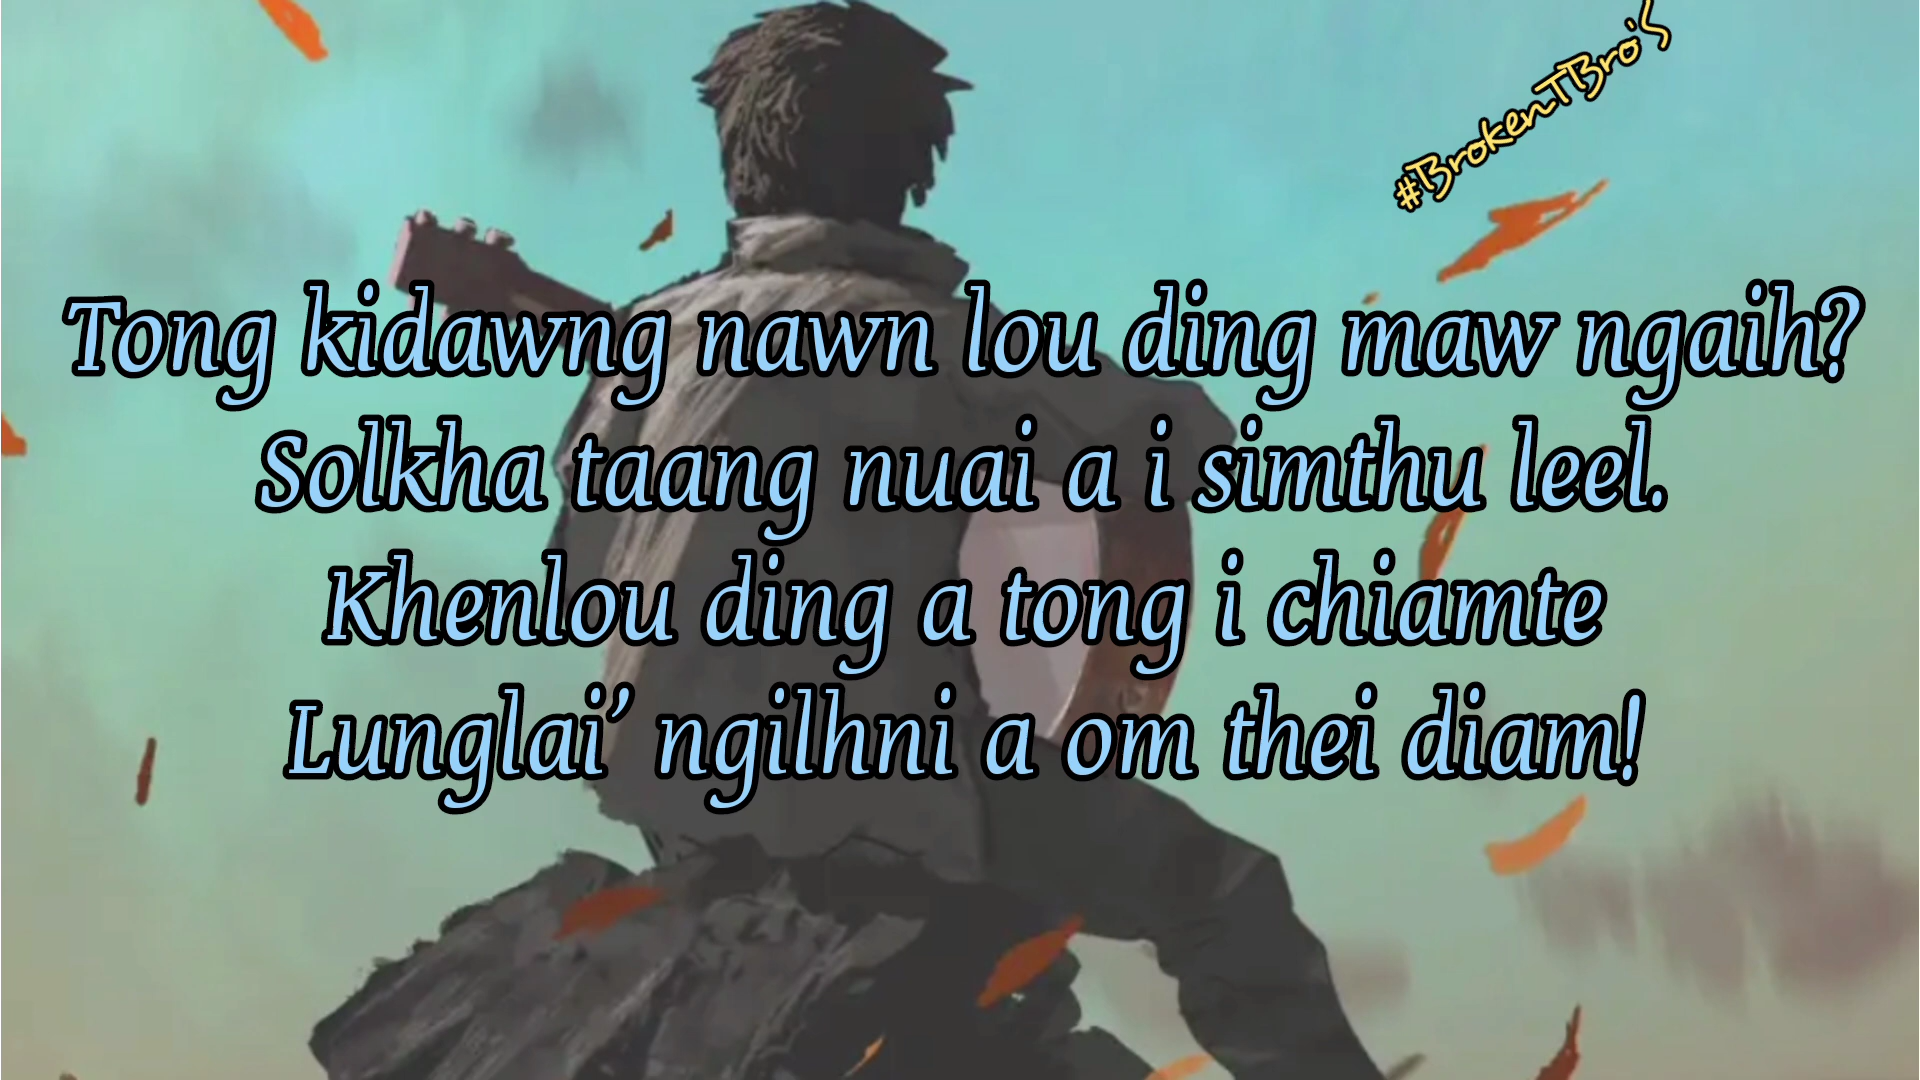 #BrokenTBro's
Tong kidawng nawn lou ding maw ngaih?
Solkha taang nuai a i simthu leel.
Khenlou ding a tong i chiamte
Lunglai’ ngilhni a om thei diam!